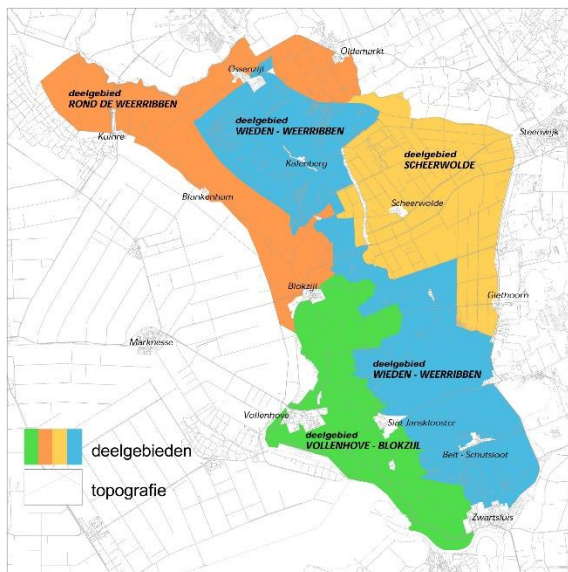 Oldemarkt
Ossenzijl
deelgebied
ROND DE WEERRIBBEN
deelgebied
WIEDEN - WEERRIBBEN
Kuinre
Steenwijk
deelgebied
SCHEERWOLDE
Kalenberg
Blankenham
Scheerwolde
Blokzijl
Giethoorn
Marknesse
deelgebied
WIEDEN - WEERRIBBEN
Vollenhove
Sint Jansklooster
deelgebied
VOLLENHOVE - BLOKZIJL
deelgebieden
Belt - Schutsloot
topografie
Zwartsluis